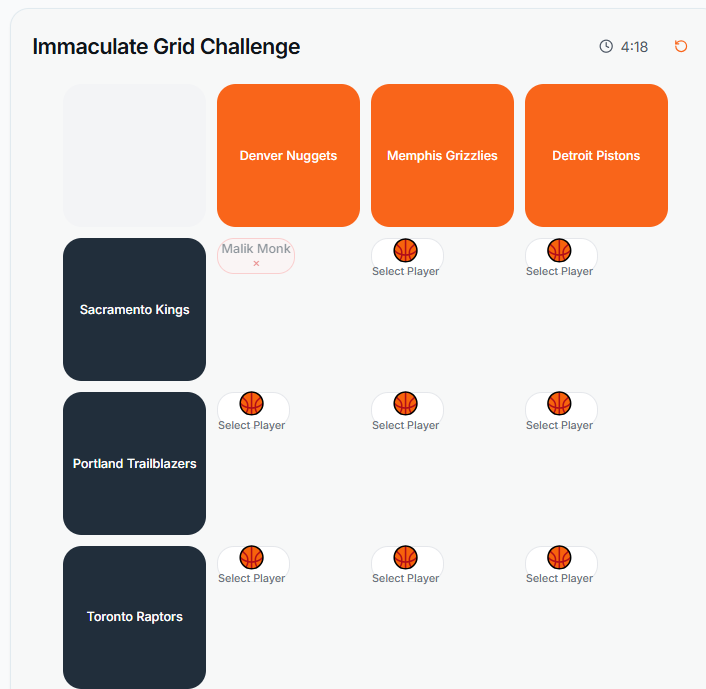 Immaculate Grid Challenge
4:18
Denver Nuggets
Memphis Grizzlies
Detroit Pistons
Sacramento Kings
Malik Monk
×
Select Player
Select Player
Portland Trailblazers
Select Player
Select Player
Select Player
Toronto Raptors
Select Player
Select Player
Select Player